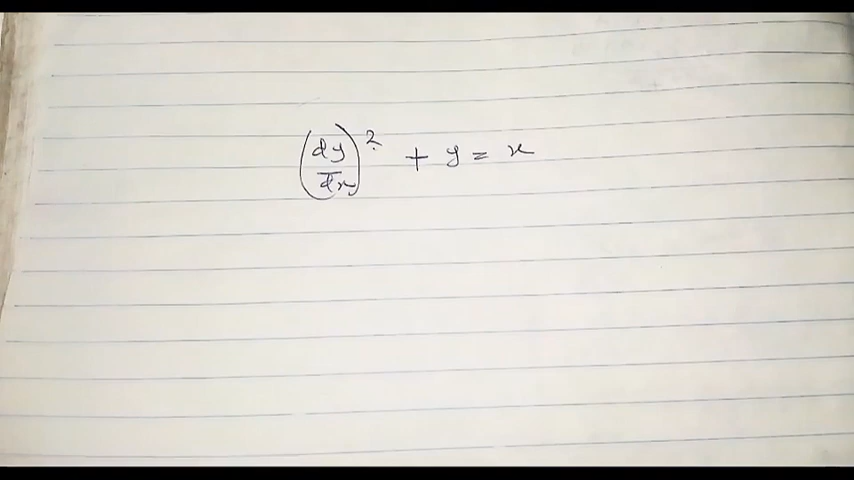 (dy/dx)² + y = x